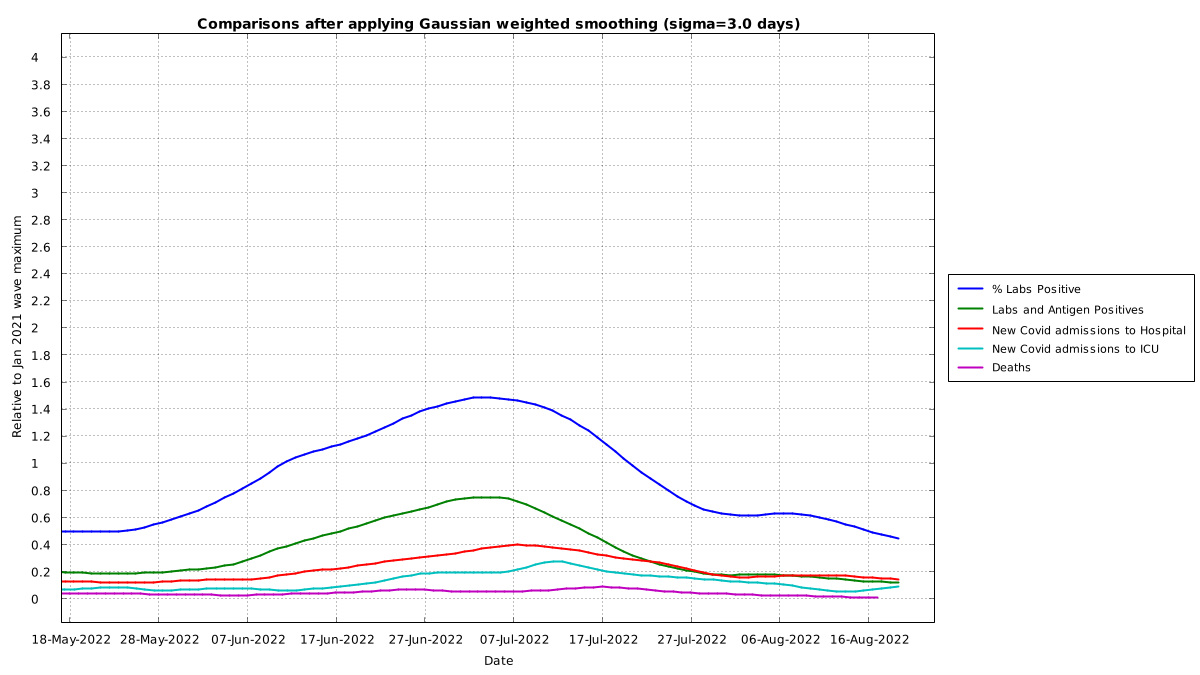 Comparisons after applying Gaussian weighted smoothing (sigma=3.0 days)
Relative to Jan 2021 wave maximum
4
3.8
3.6
3.4
3.2
3
2.8
2.6
2.4
2.2
2
1.8
1.6
1.4
1.2
1
0.8
0.6
0.4
0.2
0
18-May-2022 28-May-2022 07-Jun-2022 17-Jun-2022 27-Jun-2022 07-Jul-2022 17-Jul-2022 27-Jul-2022 06-Aug-2022 16-Aug-2022
Date
% Labs Positive
Labs and Antigen Positives
New Covid admissions to Hospital
New Covid admissions to ICU
Deaths